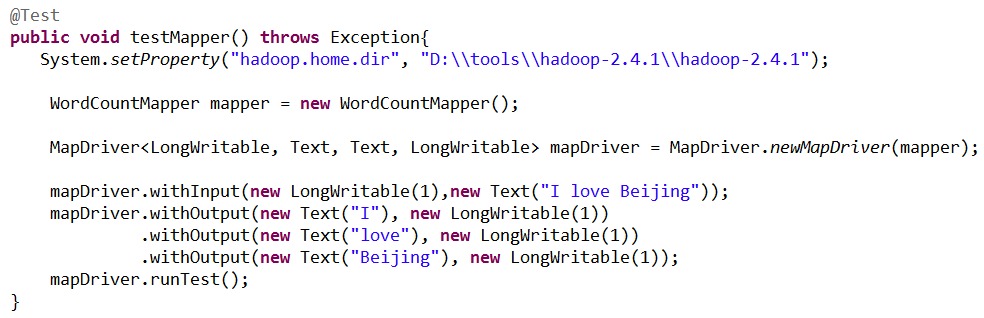 @Test
public void testMapper() throws Exception{
System.setProperty("hadoop.home.dir", "D:\\tools\\hadoop-2.4.1\\hadoop-2.4.1");
WordCountMapper mapper = new WordCountMapper();
MapDriver<LongWritable, Text, Text, LongWritable> mapDriver = MapDriver.newMapDriver(mapper);
mapDriver.withInput(new LongWritable(1),new Text("I love Beijing"));
mapDriver.withOutput(new Text("I"), new LongWritable(1))
.withOutput(new Text("love"), new LongWritable(1))
.withOutput(new Text("Beijing"), new LongWritable(1));
mapDriver.runTest();
}